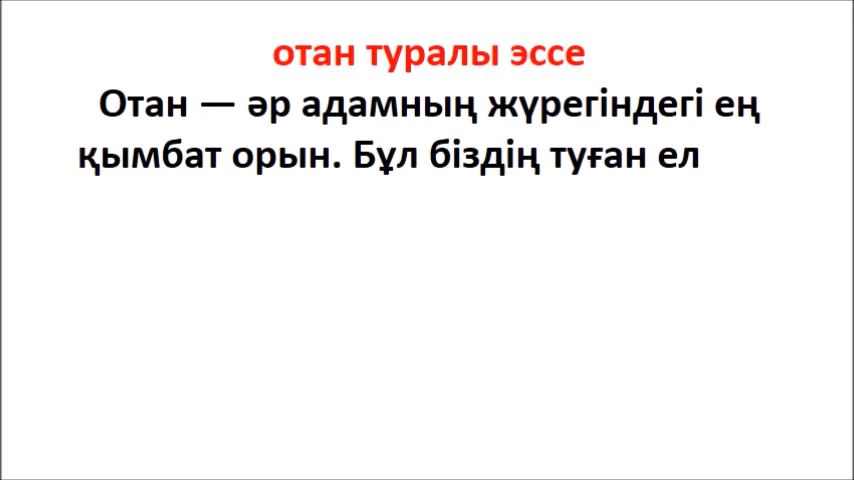 отан туралы эссе
Отан — әр адамның жүрегіндегі ең
қымбат орын. Бұл біздің туған ел